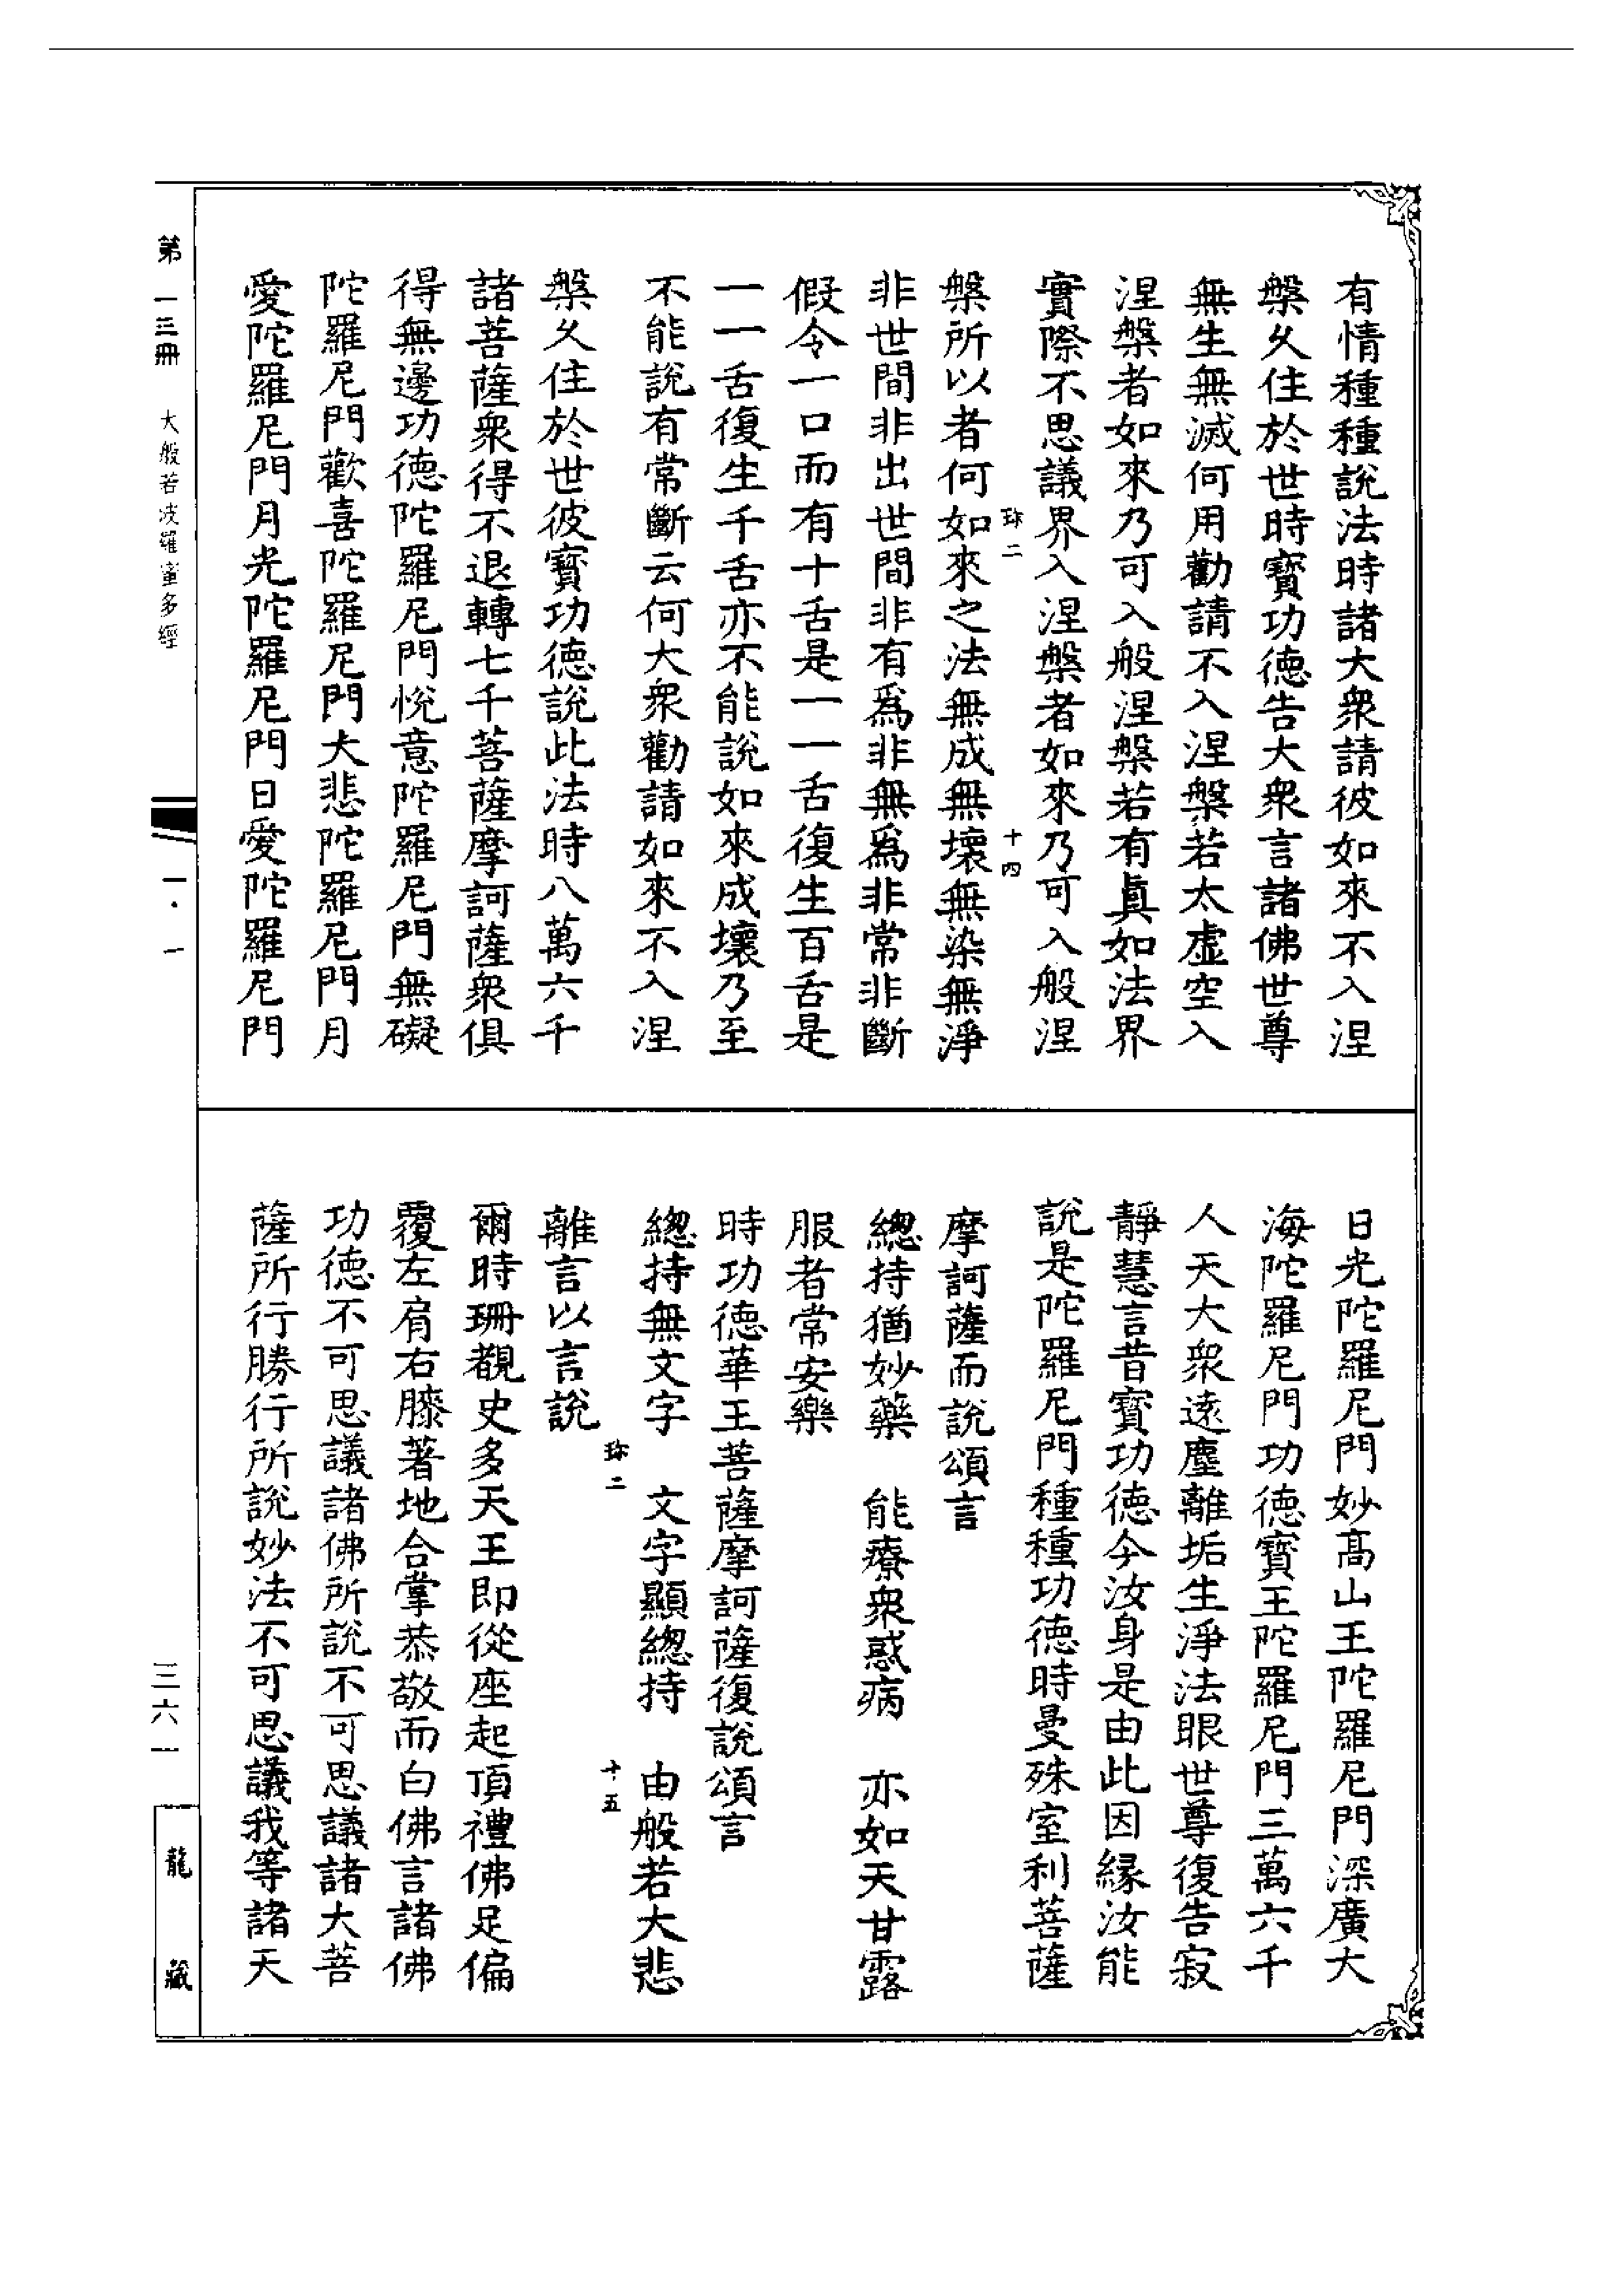 有情種種說法時諸大衆請彼如來不入涅
槃久住於世時寳功德告大衆言諸佛世尊
無生無滅何用勸請不入涅槃若太虛空入
涅槃者如來乃可入般涅槃若有眞如法界
實際不思議界入涅槃者如來乃可入般涅
珎二 十四
槃所以者何如來之法無成無壞無染無淨
非世間非出世間非有爲非無爲非常非斷
假令一口而有十舌是一一舌復生百舌是
一一舌復生千舌亦不能說如來成壞乃至
不能說有常斷云何大衆勸請如來不入涅
槃久住於世彼寳功德說此法時八萬六千
諸菩薩衆得不退轉七千菩薩摩訶薩衆俱
得無邊功德陀羅尼門悅意陀羅尼門無礙
陀羅尼門歡喜陀羅尼門大悲陀羅尼門月
愛陀羅尼門月光陀羅尼門日愛陀羅尼門
日光陀羅尼門妙高山王陀羅尼門深廣大
海陀羅尼門功德寳王陀羅尼門三萬六千
人天大衆遠塵離垢生淨法眼世尊復告寂
靜慧言昔寳功德今汝身是由此因緣汝能
說是陀羅尼門種種功德時曼殊室利菩薩
摩訶薩而說頌言
總持猶妙藥 能療衆惑病 亦如天甘露
服者常安樂
時功德華王菩薩摩訶薩復說頌言
總持無文字 文字顯總持 由般若大悲
珎二 十五
離言以言說
爾時珊覩史多天王即從座起頂禮佛足偏
覆左肩右膝著地合掌恭敬而白佛言諸佛
功德不可思議諸佛所說不可思議諸大菩
薩所行勝行所說妙法不可思議我等諸天
第一三冊 大般若波羅蜜多經 一·一 三六一 龍藏